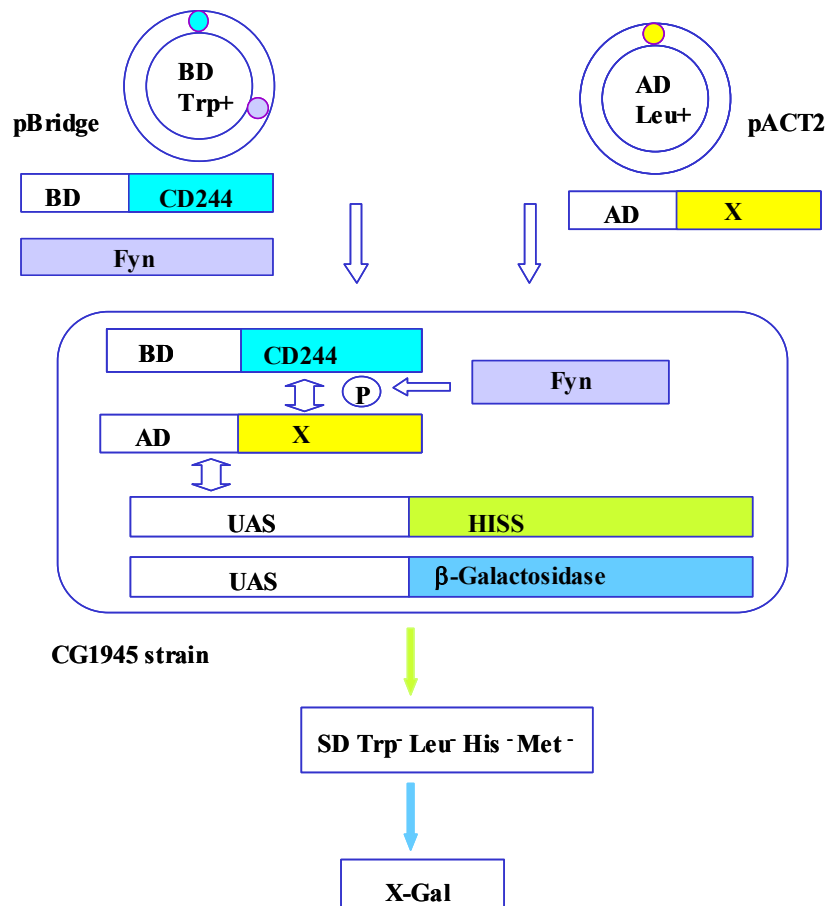 BD
Trp+
pBridge
AD
Leu+
pACT2
BD CD244
Fyn
AD X
BD CD244
P
Fyn
AD X
UAS HISS
UAS β-Galactosidase
CG1945 strain
SD Trp⁻ Leu⁻ His ⁻ Met ⁻
X-Gal